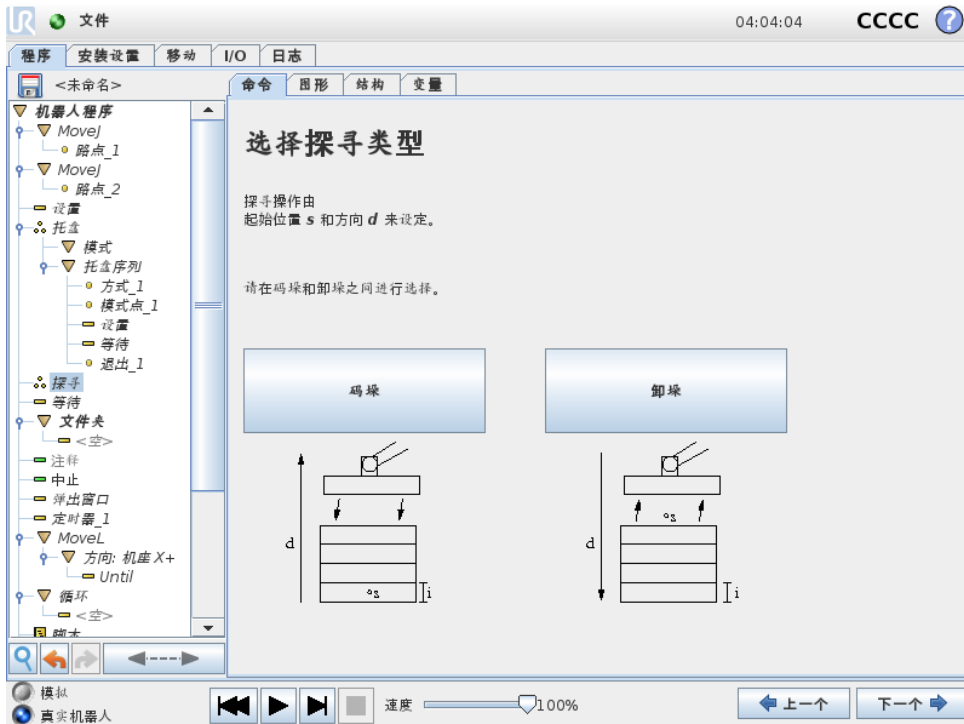 UR 文件 04:04:04 CCCC ?
程序 安装设置 移动 I/O 日志
<未命名>
命令 图形 结构 变量
机器人程序
MoveJ
路点_1
MoveJ
路点_2
设置
托盘
模式
托盘序列
方式_1
模式点_1
设置
等待
退出_1
探寻
等待
文件夹
<空>
注释
中止
弹出窗口
定时器_1
MoveL
方向: 机座 X+
Until
循环
<空>
脚本
选择探寻类型
探寻操作由
起始位置 s 和方向 d 来设定。
请在码垛和卸垛之间进行选择。
码垛 卸垛
d s i
d s i
模拟
真实机器人
速度 100%
上一个 下一个